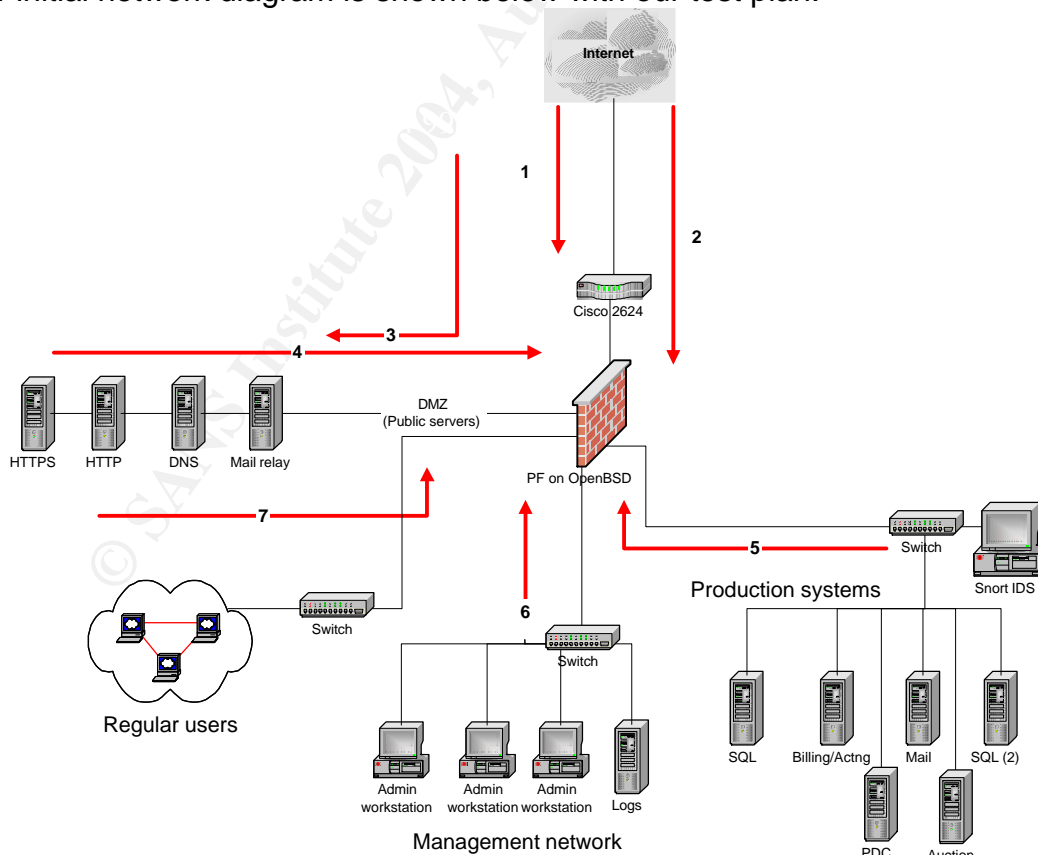 initial network diagram is shown below with our test plan.
Internet
1
2
Cisco 2624
3
4
DMZ
(Public servers)
HTTPS
HTTP
DNS
Mail relay
PF on OpenBSD
7
5
Switch
Snort IDS
Production systems
6
Switch
Switch
Regular users
SQL
Billing/Actng
Mail
SQL (2)
Admin
workstation
Admin
workstation
Admin
workstation
Logs
PDC
Auction
Management network
© SANS Institute 2004, Au